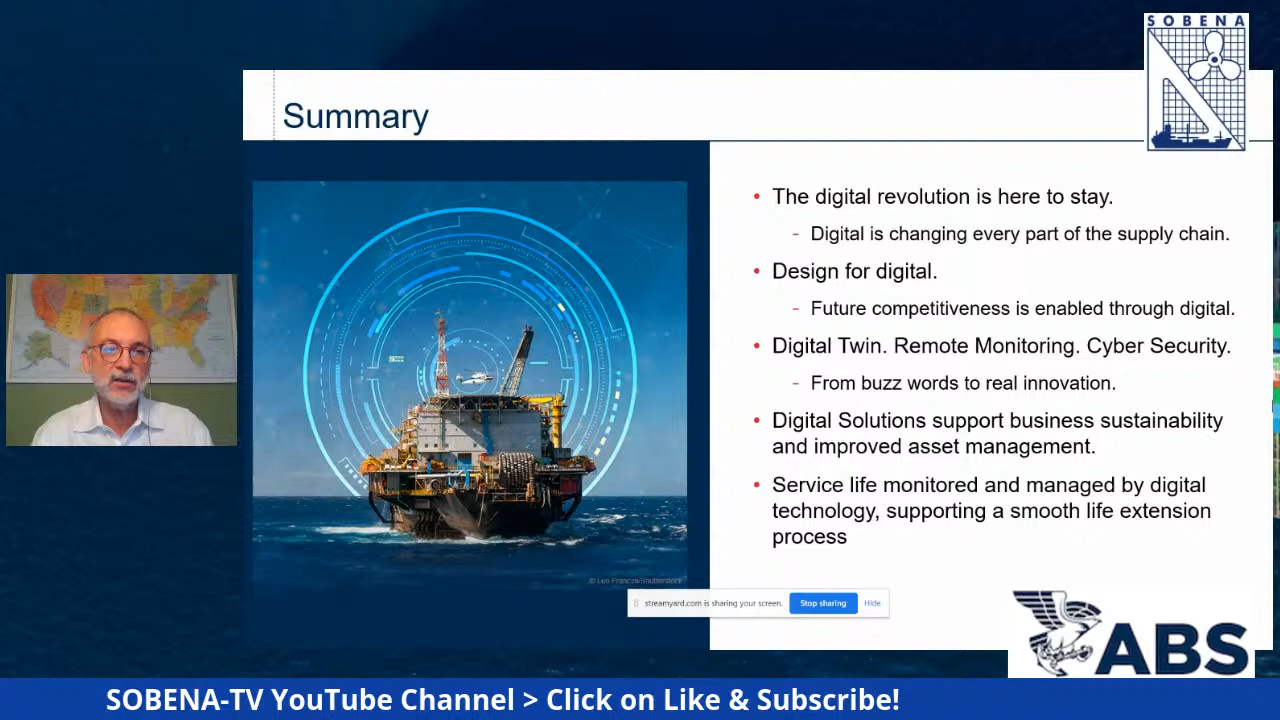 SOBENA
Summary
• The digital revolution is here to stay.
- Digital is changing every part of the supply chain.
• Design for digital.
- Future competitiveness is enabled through digital.
• Digital Twin. Remote Monitoring. Cyber Security.
- From buzz words to real innovation.
• Digital Solutions support business sustainability
and improved asset management.
• Service life monitored and managed by digital
technology, supporting a smooth life extension
process
© Leo Francini/Shutterstock
streamyard.com is sharing your screen.
Stop sharing
Hide
ABS
SOBENA-TV YouTube Channel > Click on Like & Subscribe!